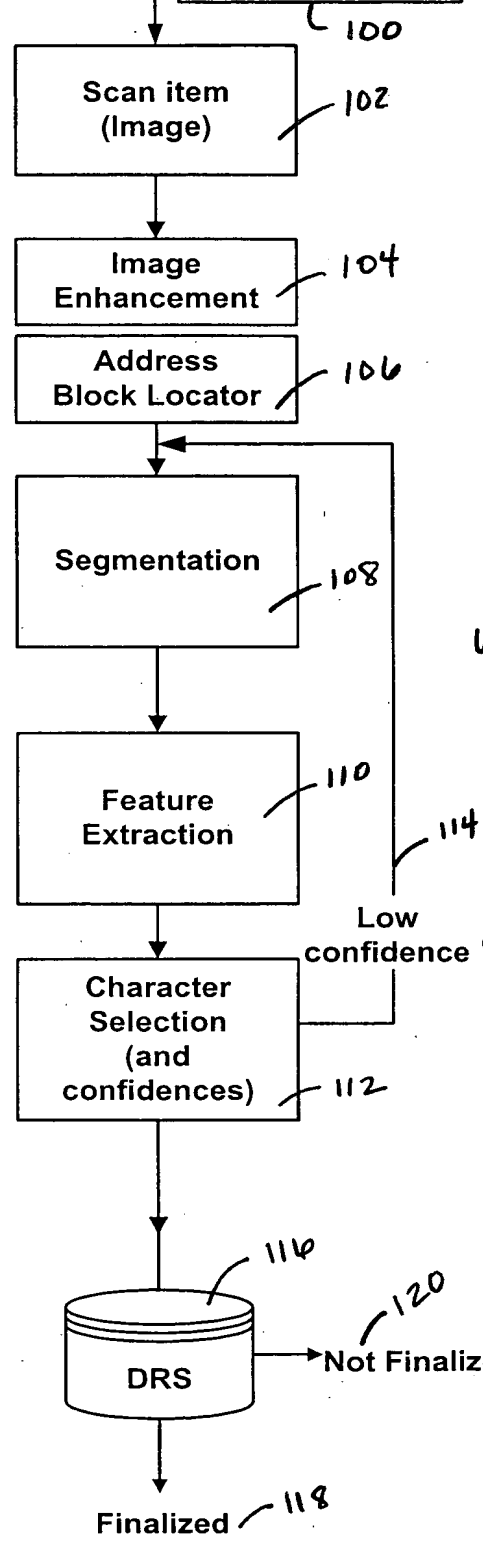 100
Scan item
(Image)
102
Image
Enhancement
104
Address
Block Locator
106
Segmentation
108
Feature
Extraction
110
114
Low
confidence
Character
Selection
(and
confidences)
112
116
120
DRS
Not Finaliz
Finalized
118